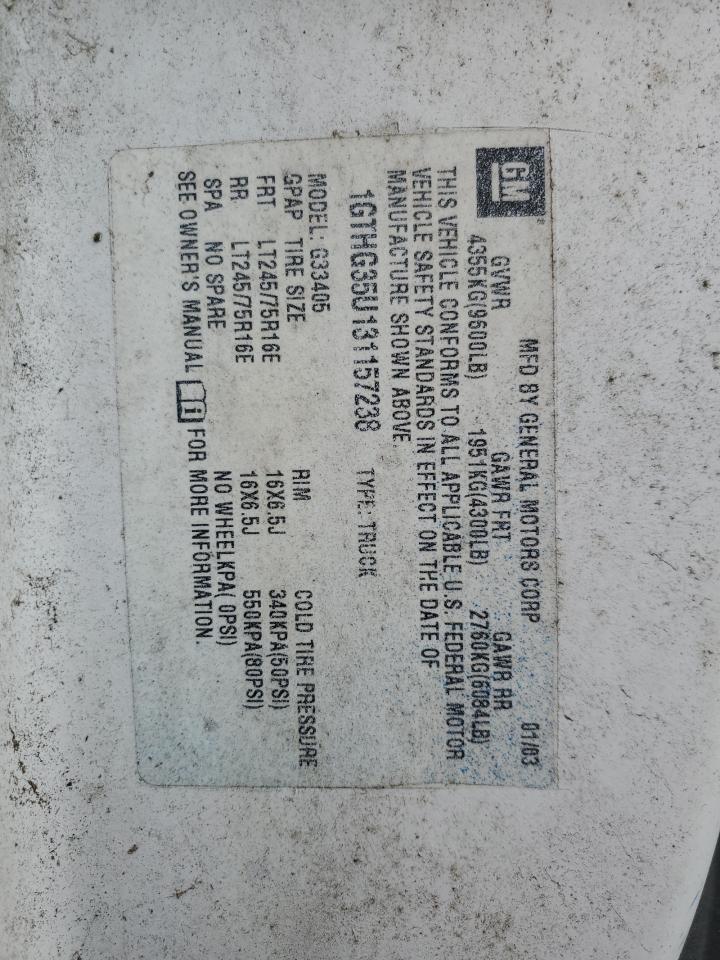 GM
MFD BY GENERAL MOTORS CORP 01/03
GVWR GAWR FRT GAWR RR
4355KG(9600LB) 1951KG(4300LB) 2760KG(6084LB)
THIS VEHICLE CONFORMS TO ALL APPLICABLE U.S. FEDERAL MOTOR
VEHICLE SAFETY STANDARDS IN EFFECT ON THE DATE OF
MANUFACTURE SHOWN ABOVE.
1GTHG35U131157238 TYPE: TRUCK
MODEL: G33405
GPAP TIRE SIZE RIM COLD TIRE PRESSURE
FRT LT245/75R16E 16X6.5J 340KPA(50PSI)
RR LT245/75R16E 16X6.5J 550KPA(80PSI)
SPA NO SPARE NO WHEELKPA( 0PSI)
SEE OWNER'S MANUAL FOR MORE INFORMATION.